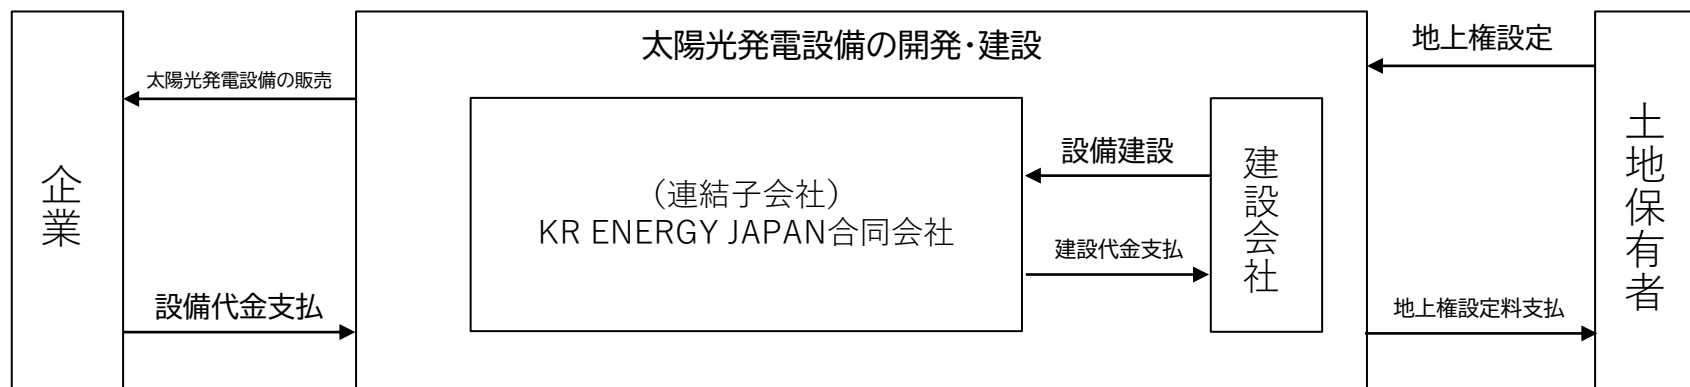 太陽光発電設備の開発・建設
地上権設定
太陽光発電設備の販売
企業
（連結子会社）
KR ENERGY JAPAN合同会社
設備建設
建設会社
土地保有者
建設代金支払
設備代金支払
地上権設定料支払